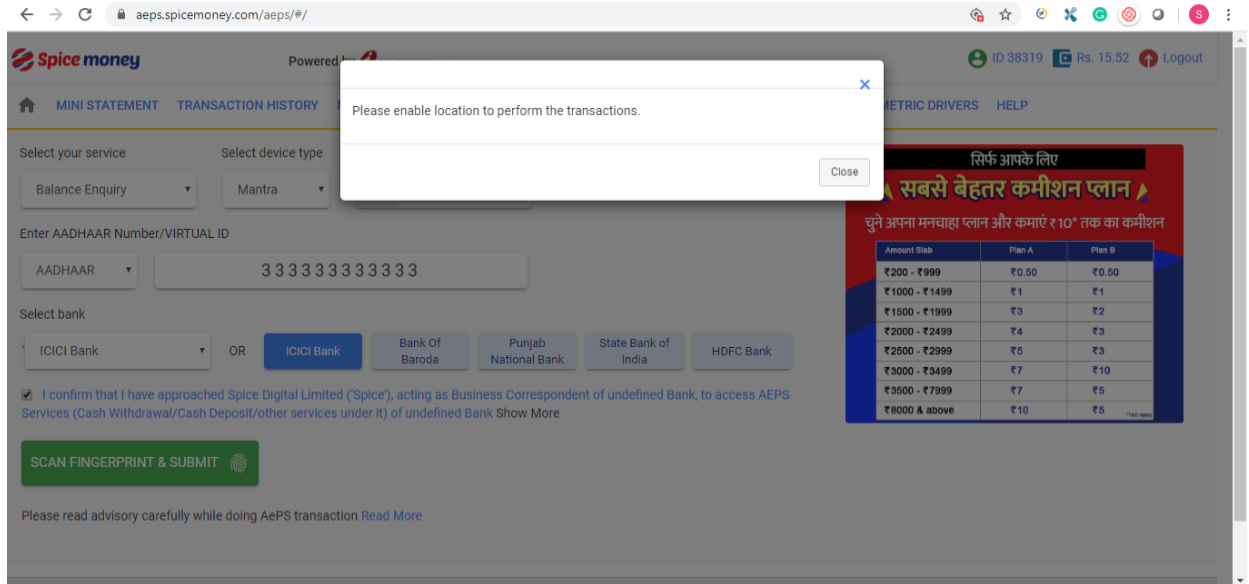 aeps.spicemoney.com/aeps/#/
S
Spice money
Powered by
ID 38319
Rs. 15.52
Logout
MINI STATEMENT
TRANSACTION HISTORY
METRIC DRIVERS
HELP
Please enable location to perform the transactions.
Close
Select your service
Select device type
Balance Enquiry
Mantra
Enter AADHAAR Number/VIRTUAL ID
AADHAAR
333333333333
Select bank
ICICI Bank
OR
ICICI Bank
Bank Of
Baroda
Punjab
National Bank
State Bank of
India
HDFC Bank
I confirm that I have approached Spice Digital Limited ('Spice'), acting as Business Correspondent of undefined Bank, to access AEPS
Services (Cash Withdrawal/Cash Deposit/other services under it) of undefined Bank Show More
SCAN FINGERPRINT & SUBMIT
Please read advisory carefully while doing AePS transaction Read More
सिर्फ आपके लिए
सबसे बेहतर कमीशन प्लान
चुने अपना मनचाहा प्लान और कमाएं ₹10* तक का कमीशन
Amount Slab Plan A Plan B
₹200 - ₹999 ₹0.50 ₹0.50
₹1000 - ₹1499 ₹1 ₹1
₹1500 - ₹1999 ₹3 ₹2
₹2000 - ₹2499 ₹4 ₹3
₹2500 - ₹2999 ₹5 ₹3
₹3000 - ₹3499 ₹7 ₹10
₹3500 - ₹7999 ₹7 ₹5
₹8000 & above ₹10 ₹5